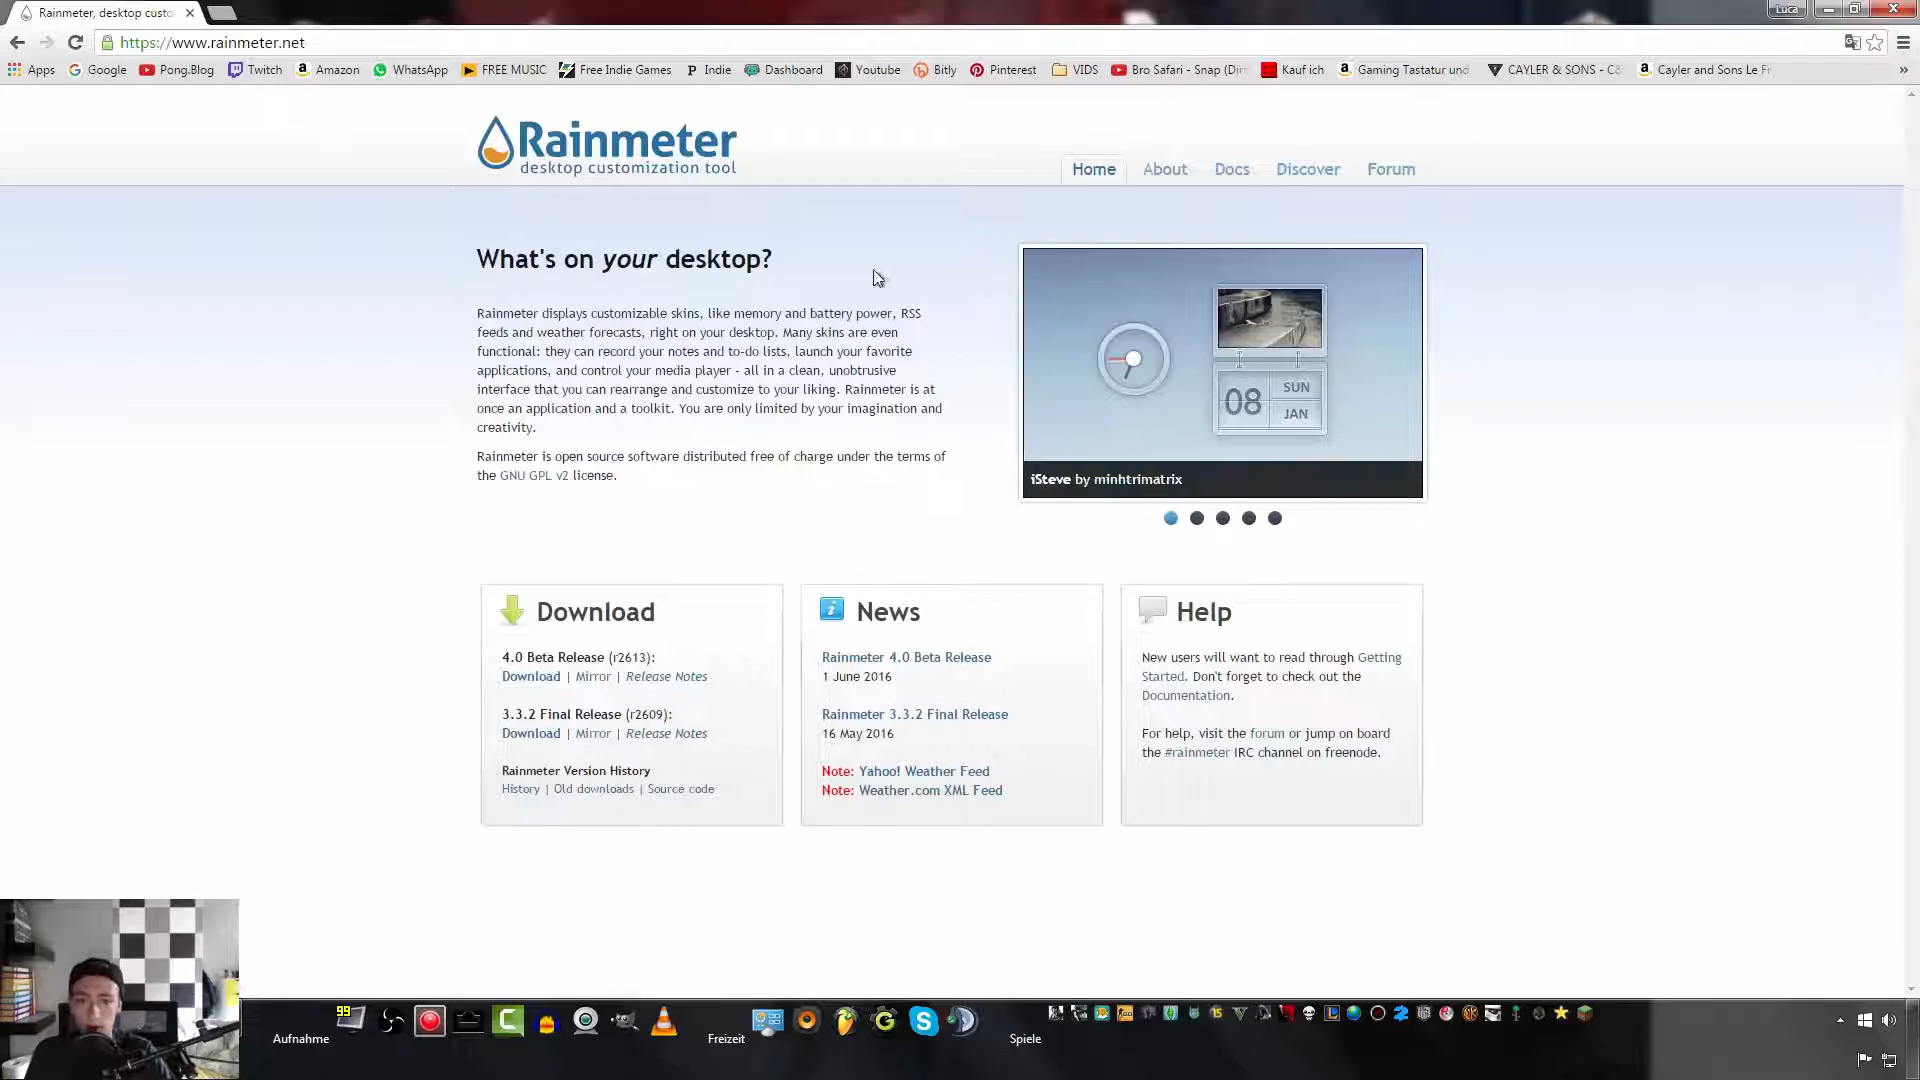 Rainmeter, desktop custo
Luca
https://www.rainmeter.net
Apps
Google
Pong.Blog
Twitch
Amazon
WhatsApp
FREE MUSIC
Free Indie Games
Indie
Dashboard
Youtube
Bitly
Pinterest
VIDS
Bro Safari - Snap (Dir
Kauf ich
Gaming Tastatur und
CAYLER & SONS - C&
Cayler and Sons Le Fr
Rainmeter
desktop customization tool
Home
About
Docs
Discover
Forum
What's on your desktop?
Rainmeter displays customizable skins, like memory and battery power, RSS
feeds and weather forecasts, right on your desktop. Many skins are even
functional: they can record your notes and to-do lists, launch your favorite
applications, and control your media player - all in a clean, unobtrusive
interface that you can rearrange and customize to your liking. Rainmeter is at
once an application and a toolkit. You are only limited by your imagination and
creativity.
Rainmeter is open source software distributed free of charge under the terms of
the GNU GPL v2 license.
08
SUN
JAN
iSteve by minhtrimatrix
Download
4.0 Beta Release (r2613):
Download | Mirror | Release Notes
3.3.2 Final Release (r2609):
Download | Mirror | Release Notes
Rainmeter Version History
History | Old downloads | Source code
News
Rainmeter 4.0 Beta Release
1 June 2016
Rainmeter 3.3.2 Final Release
16 May 2016
Note: Yahoo! Weather Feed
Note: Weather.com XML Feed
Help
New users will want to read through Getting
Started. Don't forget to check out the
Documentation.
For help, visit the forum or jump on board
the #rainmeter IRC channel on freenode.
99
Aufnahme
Freizeit
Spiele